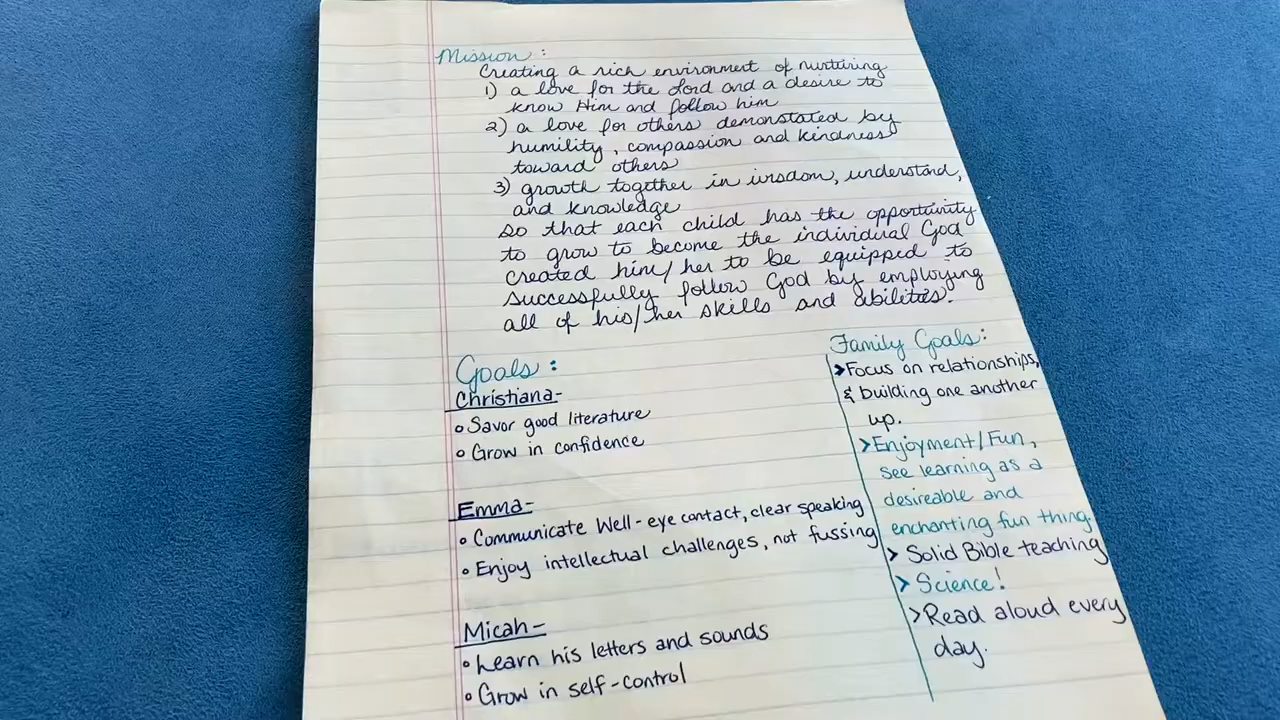 Mission:
Creating a rich environment of nurturing
1) a love for the Lord and a desire to
know Him and follow him
2) a love for others demonstated by
humility, compassion and kindness
toward others
3) growth together in wisdom, understand,
and knowledge
so that each child has the opportunity
to grow to become the individual God
created him/her to be equipped to
successfully follow God by employing
all of his/her skills and abilities.
Goals:
Christiana-
• Savor good literature
• Grow in confidence
Emma-
• Communicate Well-eye contact, clear speaking
• Enjoy intellectual challenges, not fussing
Micah-
• Learn his letters and sounds
• Grow in self-control
Family Goals:
> Focus on relationships,
& building one another
up.
> Enjoyment/Fun,
see learning as a
desireable and
enchanting fun thing.
> Solid Bible teaching
> Science!
> Read aloud every
day.